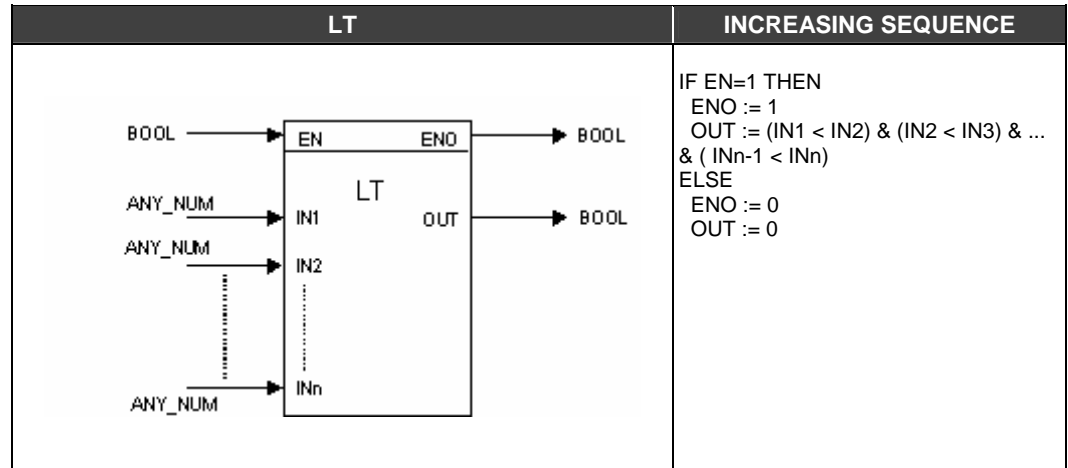 LT
INCREASING SEQUENCE
BOOL
EN
ENO
BOOL
LT
ANY_NUM
IN1
OUT
BOOL
ANY_NUM
IN2
INn
ANY_NUM
IF EN=1 THEN
ENO := 1
OUT := (IN1 < IN2) & (IN2 < IN3) & ...
& ( INn-1 < INn)
ELSE
ENO := 0
OUT := 0